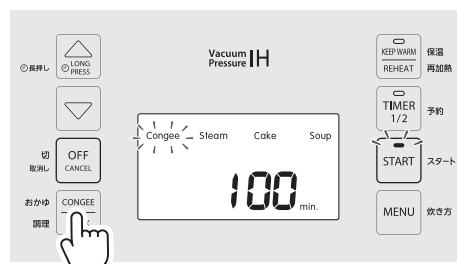 Vacuum
Pressure IH
長押し
LONG
PRESS
KEEP WARM
REHEAT
保温
再加熱
TIMER
1/2
予約
Congee Steam Cake Soup
100 min.
切
取消し
OFF
CANCEL
START
スタート
おかゆ
調理
CONGEE
MENU
炊き方